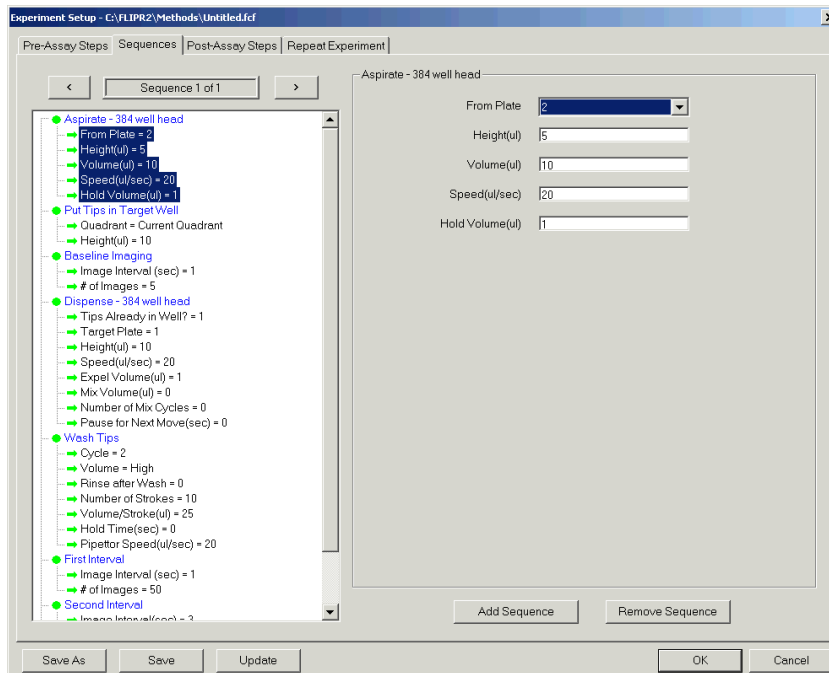 Experiment Setup - C:\FLIPR2\Methods\Untitled.fcf
Pre-Assay Steps Sequences Post-Assay Steps Repeat Experiment
< Sequence 1 of 1 >
Aspirate - 384 well head
From Plate = 2
Height(ul) = 5
Volume(ul) = 10
Speed(ul/sec) = 20
Hold Volume(ul) = 1
Put Tips in Target Well
Quadrant = Current Quadrant
Height(ul) = 10
Baseline Imaging
Image Interval (sec) = 1
# of Images = 5
Dispense - 384 well head
Tips Already in Well? = 1
Target Plate = 1
Height(ul) = 10
Speed(ul/sec) = 20
Expel Volume(ul) = 1
Mix Volume(ul) = 0
Number of Mix Cycles = 0
Pause for Next Move(sec) = 0
Wash Tips
Cycle = 2
Volume = High
Rinse after Wash = 0
Number of Strokes = 10
Volume/Stroke(ul) = 25
Hold Time(sec) = 0
Pipettor Speed(ul/sec) = 20
First Interval
Image Interval (sec) = 1
# of Images = 50
Second Interval
Image Interval(sec) = 3
Aspirate - 384 well head
From Plate 2
Height(ul) 5
Volume(ul) 10
Speed(ul/sec) 20
Hold Volume(ul) 1
Add Sequence Remove Sequence
Save As Save Update OK Cancel